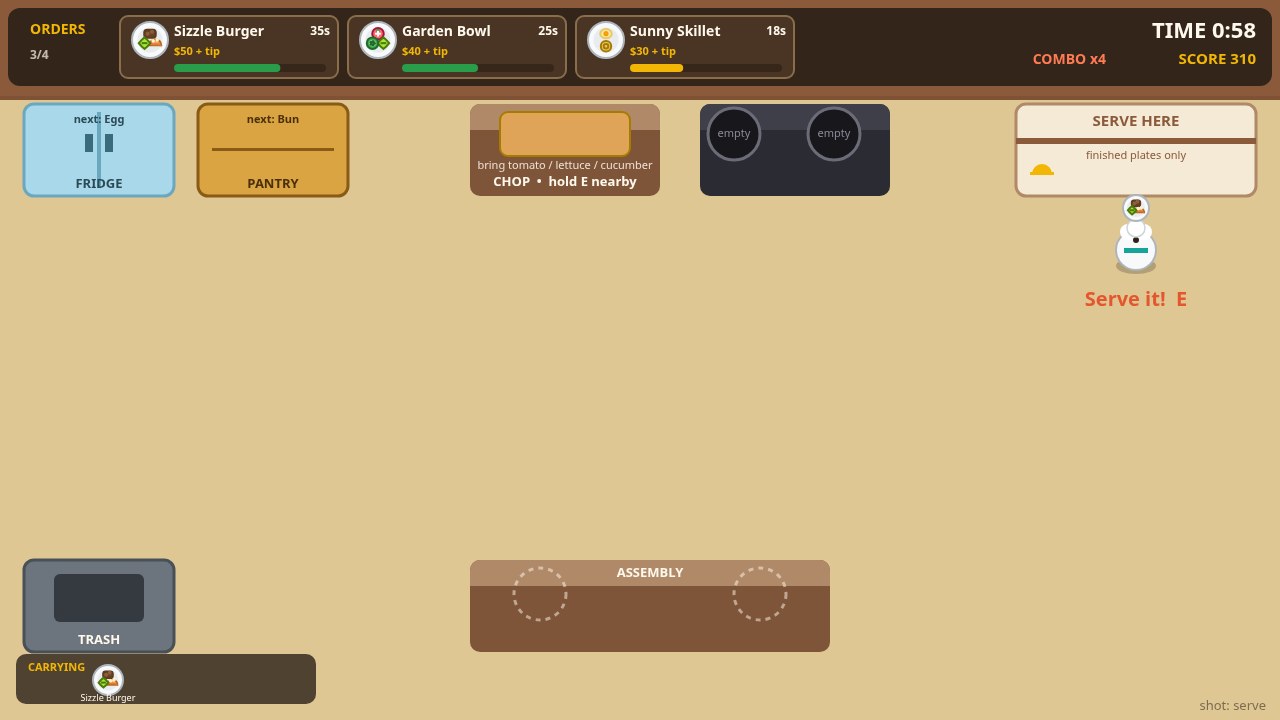 ORDERS
3/4
Sizzle Burger 35s
$50 + tip
Garden Bowl 25s
$40 + tip
Sunny Skillet 18s
$30 + tip
TIME 0:58
COMBO x4 SCORE 310
next: Egg
FRIDGE
next: Bun
PANTRY
bring tomato / lettuce / cucumber
CHOP • hold E nearby
empty
empty
SERVE HERE
finished plates only
Serve it! E
TRASH
ASSEMBLY
CARRYING
Sizzle Burger
shot: serve